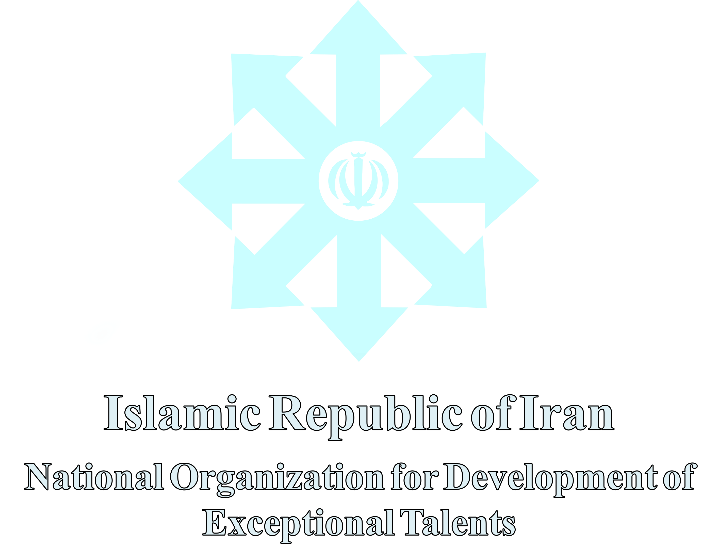 Islamic Republic of Iran
National Organization for Development of
Exceptional Talents